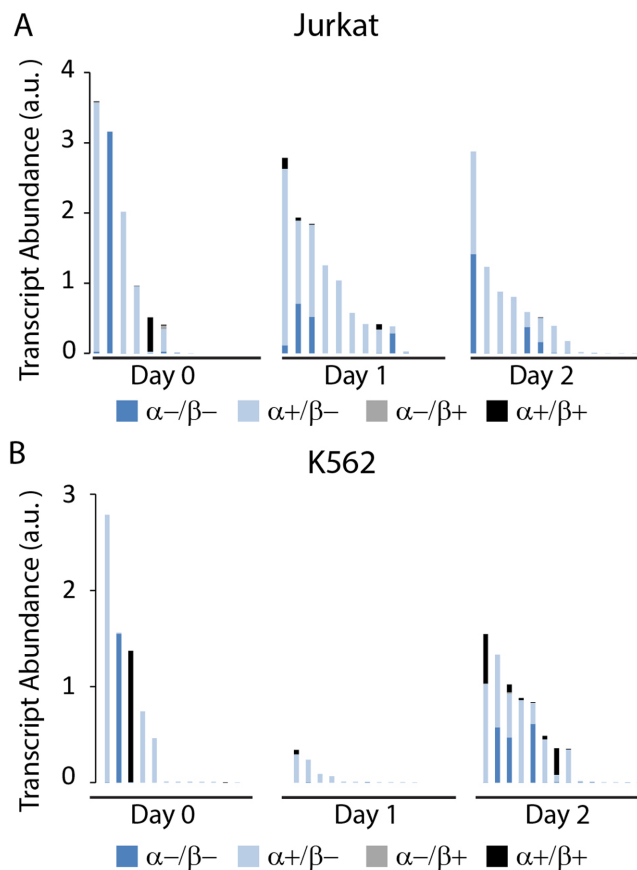 A
Jurkat
Transcript Abundance (a.u.)
4
3
2
1
0
Day 0
Day 1
Day 2
α−/β−
α+/β−
α−/β+
α+/β+
B
K562
Transcript Abundance (a.u. )
3
2
1
0
Day 0
Day 1
Day 2
α−/β−
α+/β−
α−/β+
α+/β+